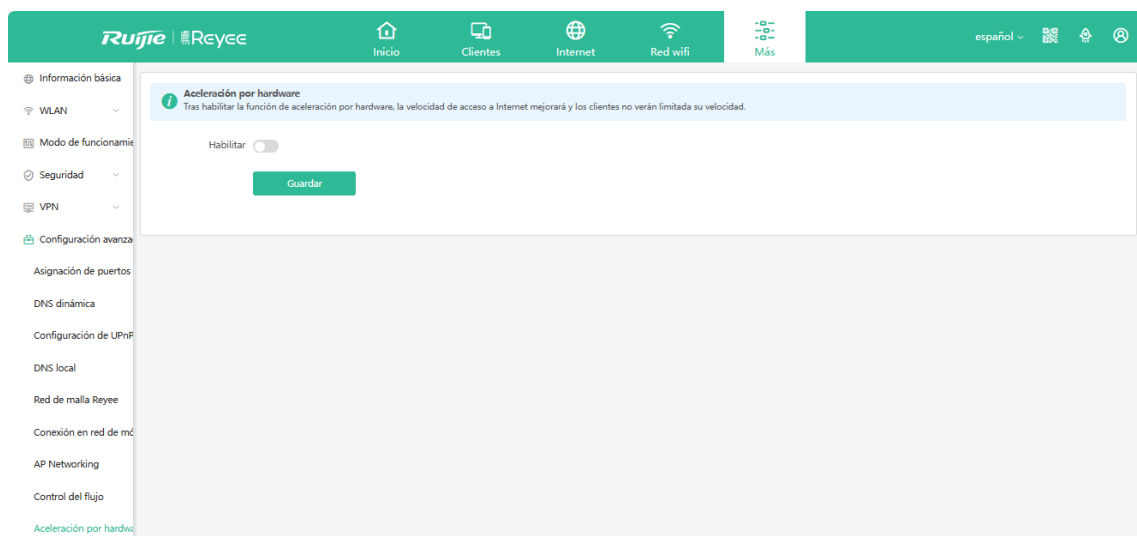 Ruijie | Reyee
Inicio
Clientes
Internet
Red wifi
Más
español
Información básica
WLAN
Modo de funcionamie
Seguridad
VPN
Configuración avanza
Asignación de puertos
DNS dinámica
Configuración de UPnP
DNS local
Red de malla Reyee
Conexión en red de mó
AP Networking
Control del flujo
Aceleración por hardwa
Aceleración por hardware
Tras habilitar la función de aceleración por hardware, la velocidad de acceso a Internet mejorará y los clientes no verán limitada su velocidad.
Habilitar
Guardar